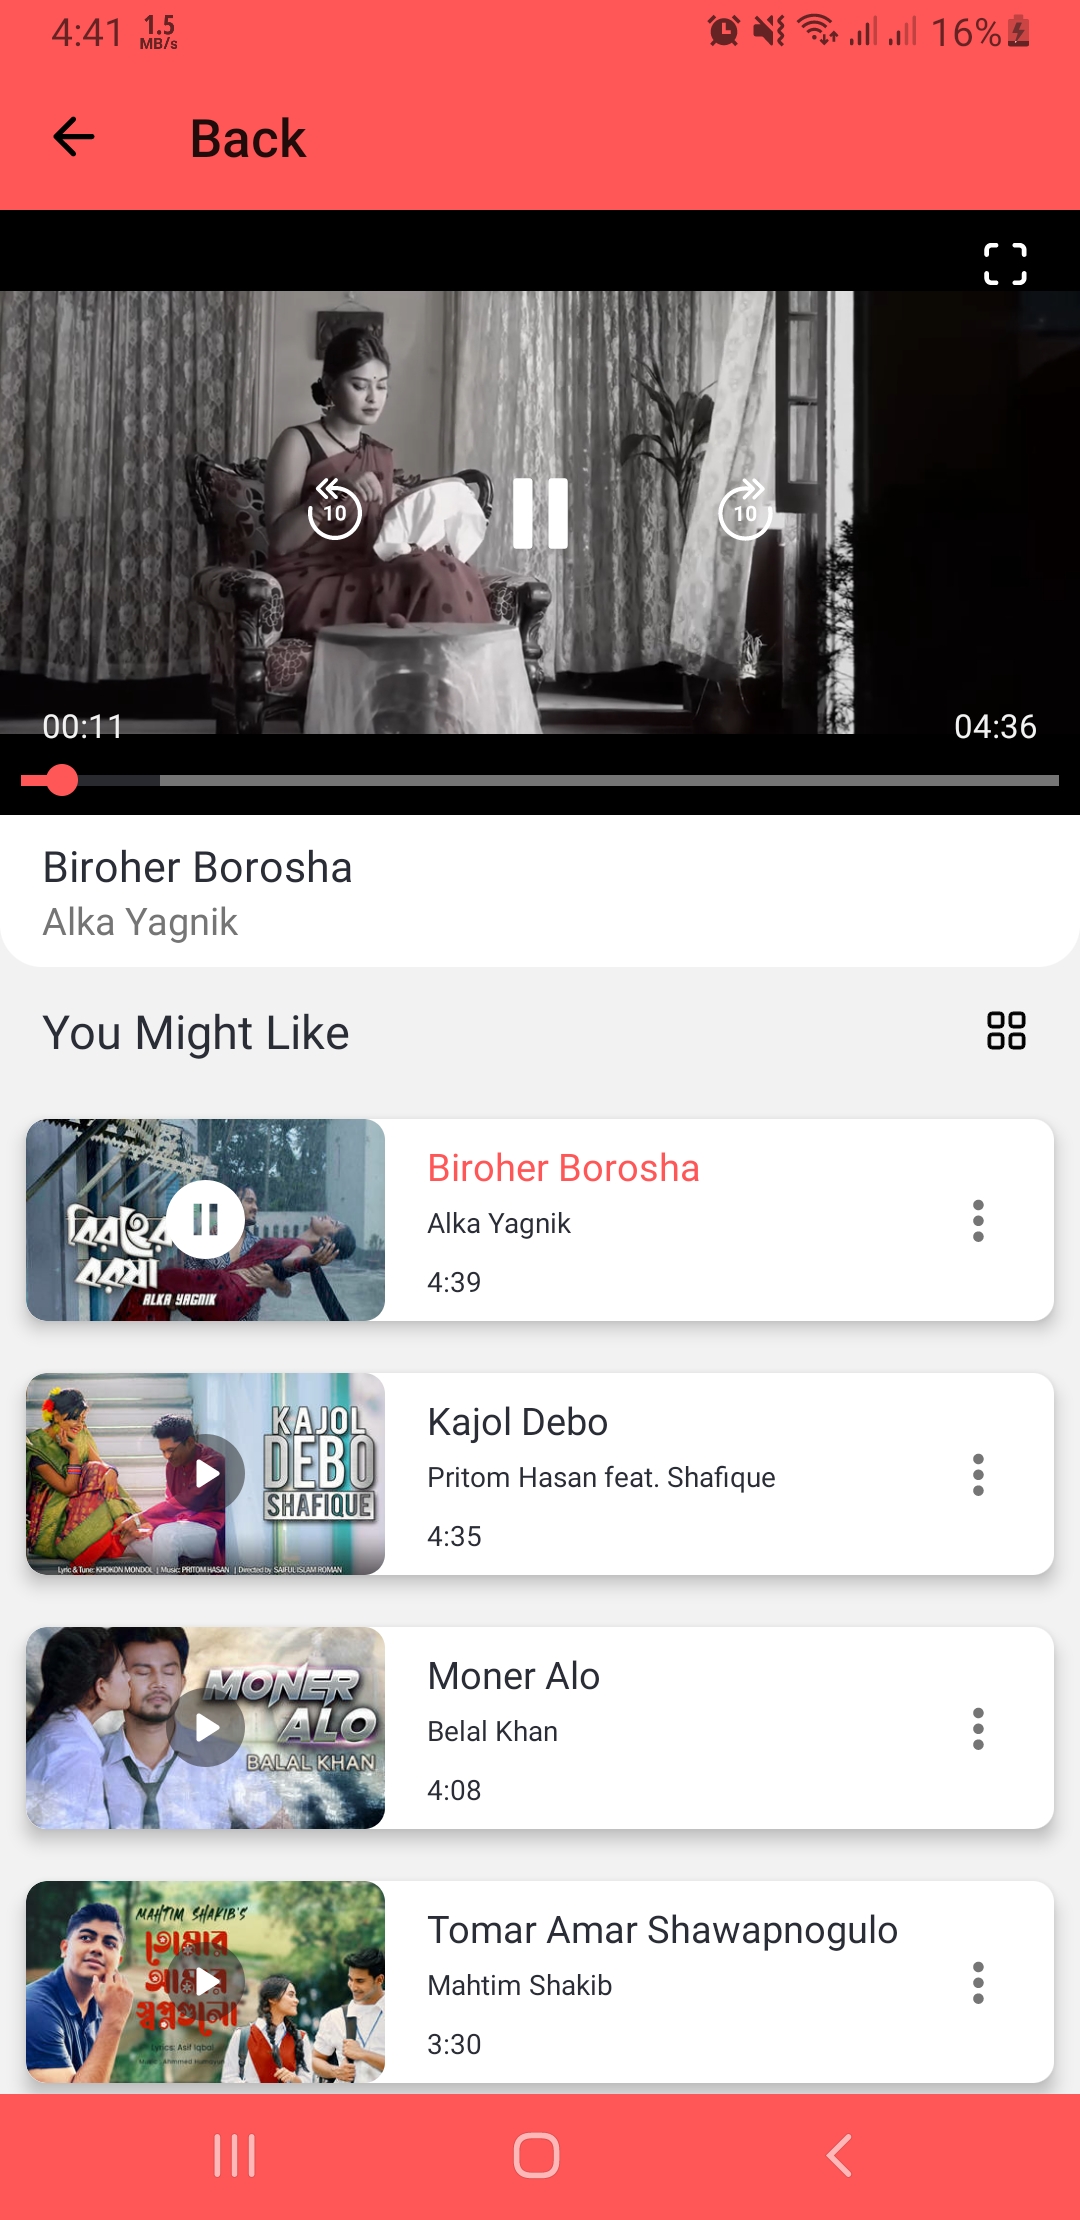 4:41 1.5 MB/s 16%
Back
10 10
00:11 04:36
Biroher Borosha
Alka Yagnik
You Might Like
বিরহের
বরষা
ALKA YAGNIK
Biroher Borosha
Alka Yagnik
4:39
KAJOL
DEBO
SHAFIQUE
Lyric & Tune: KHOKON MONDOL | Music: PRITOM HASAN | Directed by SAIFUL ISLAM ROMAN
Kajol Debo
Pritom Hasan feat. Shafique
4:35
MONER
ALO
BALAL KHAN
Moner Alo
Belal Khan
4:08
MAHTIM SHAKIB'S
তোমার
আমার
স্বপ্নগুলো
Lyrics: Asif Iqbal
Tomar Amar Shawapnogulo
Mahtim Shakib
3:30